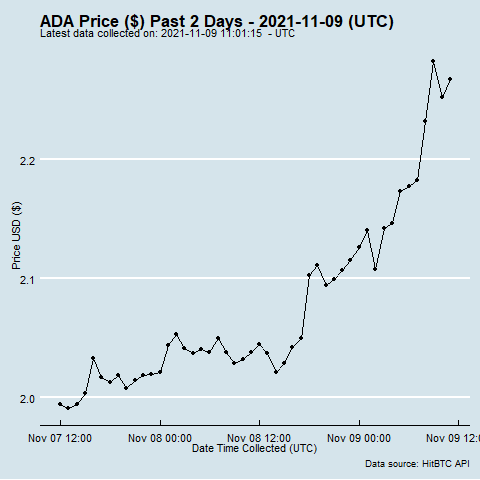 ADA Price ($) Past 2 Days - 2021-11-09 (UTC)
Latest data collected on: 2021-11-09 11:01:15 - UTC
Price USD ($)
2.2
2.1
2.0
Nov 07 12:00 Nov 08 00:00 Nov 08 12:00 Nov 09 00:00 Nov 09 12:0
Date Time Collected (UTC)
Data source: HitBTC API